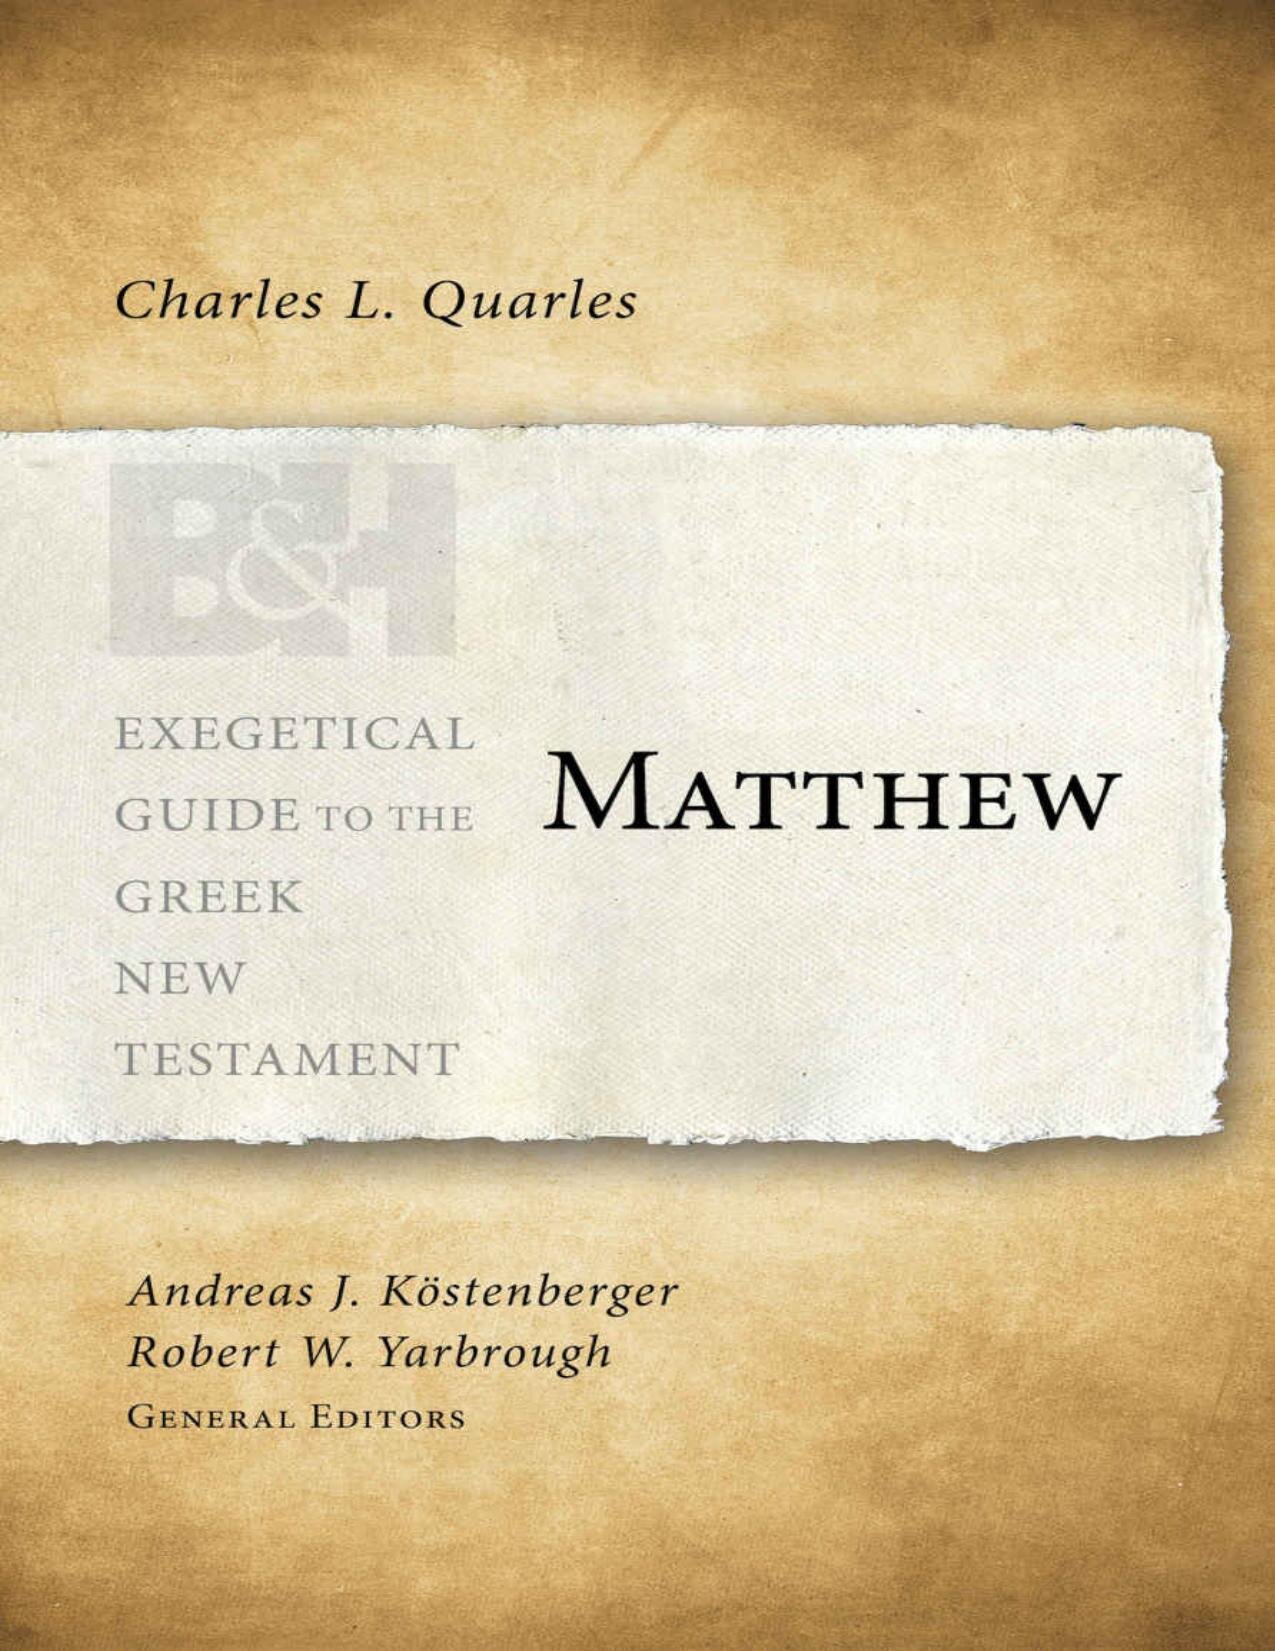 Charles L. Quarles
B&H
EXEGETICAL
GUIDE TO THE
GREEK
NEW
TESTAMENT
MATTHEW
Andreas J. Köstenberger
Robert W. Yarbrough
GENERAL EDITORS